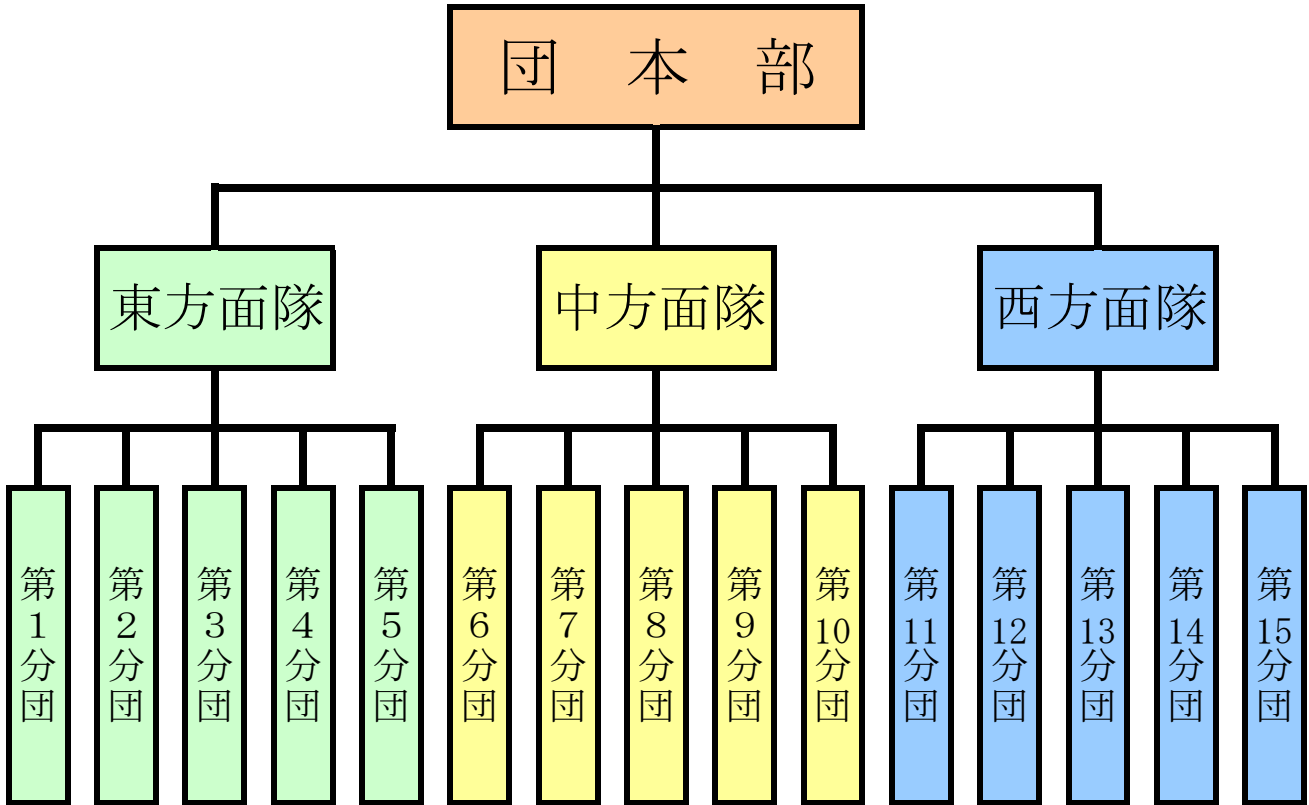 団本部
東方面隊
中方面隊
西方面隊
第1分団
第2分団
第3分団
第4分団
第5分団
第6分団
第7分団
第8分団
第9分団
第10分団
第11分団
第12分団
第13分団
第14分団
第15分団